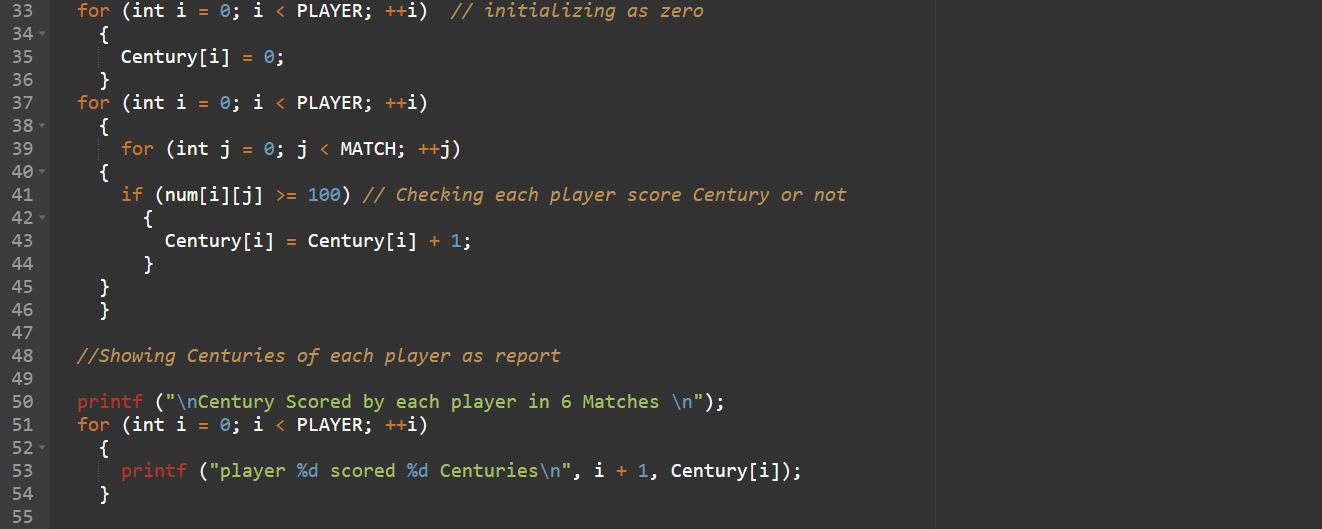 33 for (int i = 0; i < PLAYER; ++i) // initializing as zero
34 {
35 Century[i] = 0;
36 }
37 for (int i = 0; i < PLAYER; ++i)
38 {
39 for (int j = 0; j < MATCH; ++j)
40 {
41 if (num[i][j] >= 100) // Checking each player score Century or not
42 {
43 Century[i] = Century[i] + 1;
44 }
45 }
46 }
47
48 //Showing Centuries of each player as report
49
50 printf ("\nCentury Scored by each player in 6 Matches \n");
51 for (int i = 0; i < PLAYER; ++i)
52 {
53 printf ("player %d scored %d Centuries\n", i + 1, Century[i]);
54 }
55